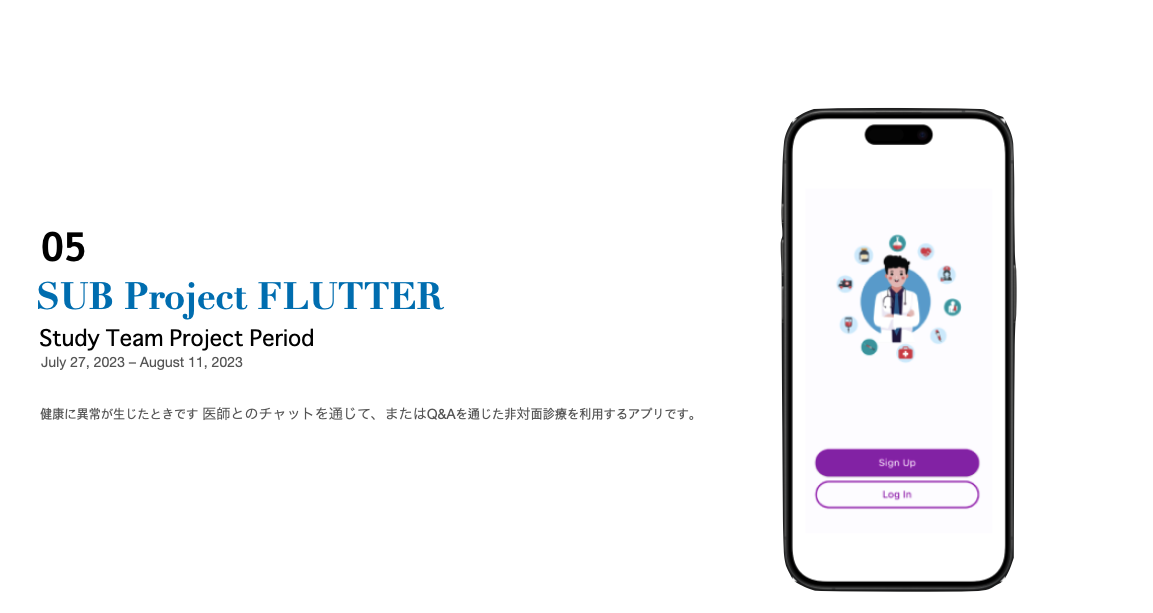 05
SUB Project FLUTTER
Study Team Project Period
July 27, 2023 – August 11, 2023
健康に異常が生じたときです 医師とのチャットを通じて、またはQ&Aを通じた非対面診療を利用するアプリです。
Sign Up
Log In